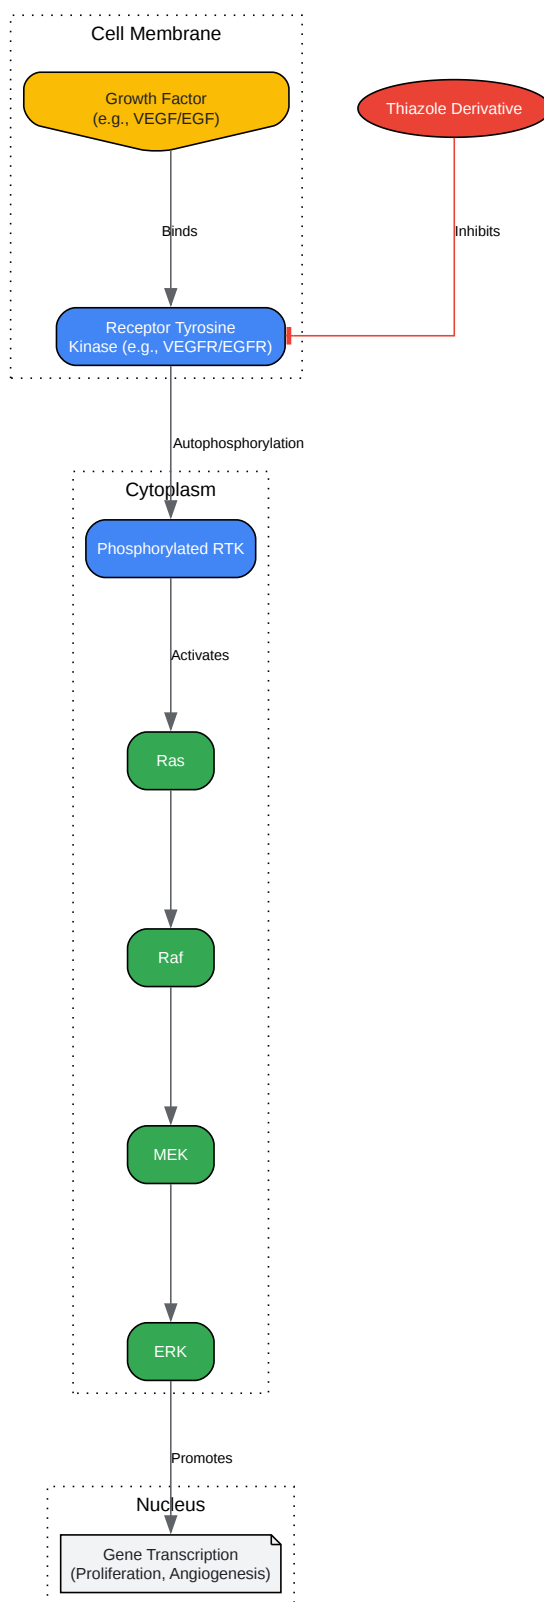 Cell Membrane
Growth Factor
(e.g., VEGF/EGF)
Thiazole Derivative
Binds
Inhibits
Receptor Tyrosine
Kinase (e.g., VEGFR/EGFR)
Autophosphorylation
Cytoplasm
Phosphorylated RTK
Activates
Ras
Raf
MEK
ERK
Promotes
Nucleus
Gene Transcription
(Proliferation, Angiogenesis)